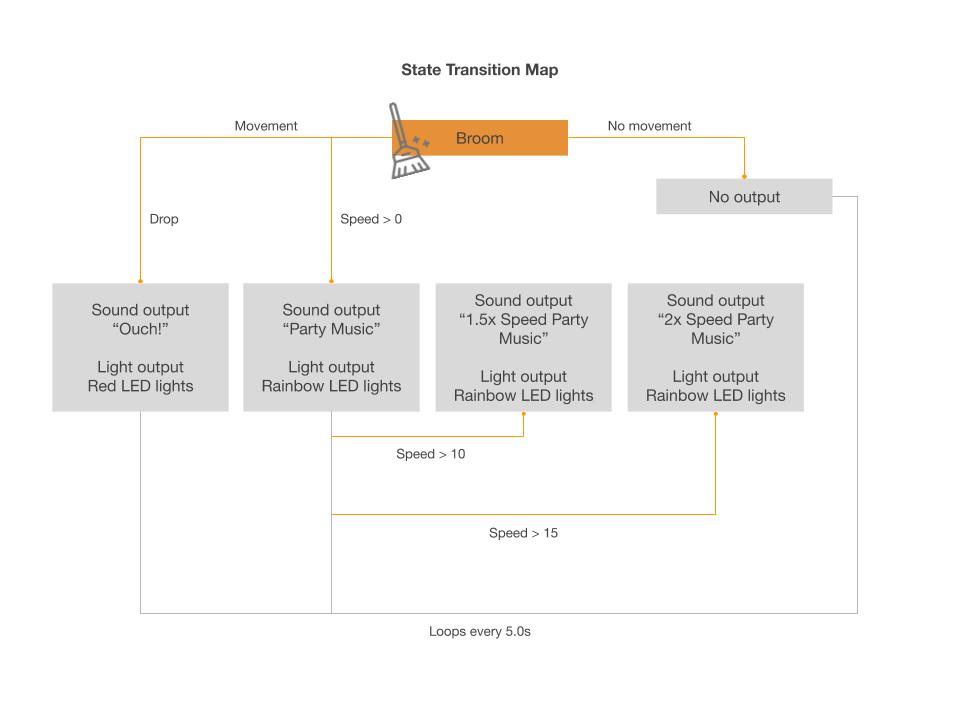 State Transition Map
Movement
Broom
No movement
No output
Drop
Speed > 0
Sound output
“Ouch!”
Light output
Red LED lights
Sound output
“Party Music”
Light output
Rainbow LED lights
Sound output
“1.5x Speed Party
Music”
Light output
Rainbow LED lights
Sound output
“2x Speed Party
Music”
Light output
Rainbow LED lights
Speed > 10
Speed > 15
Loops every 5.0s